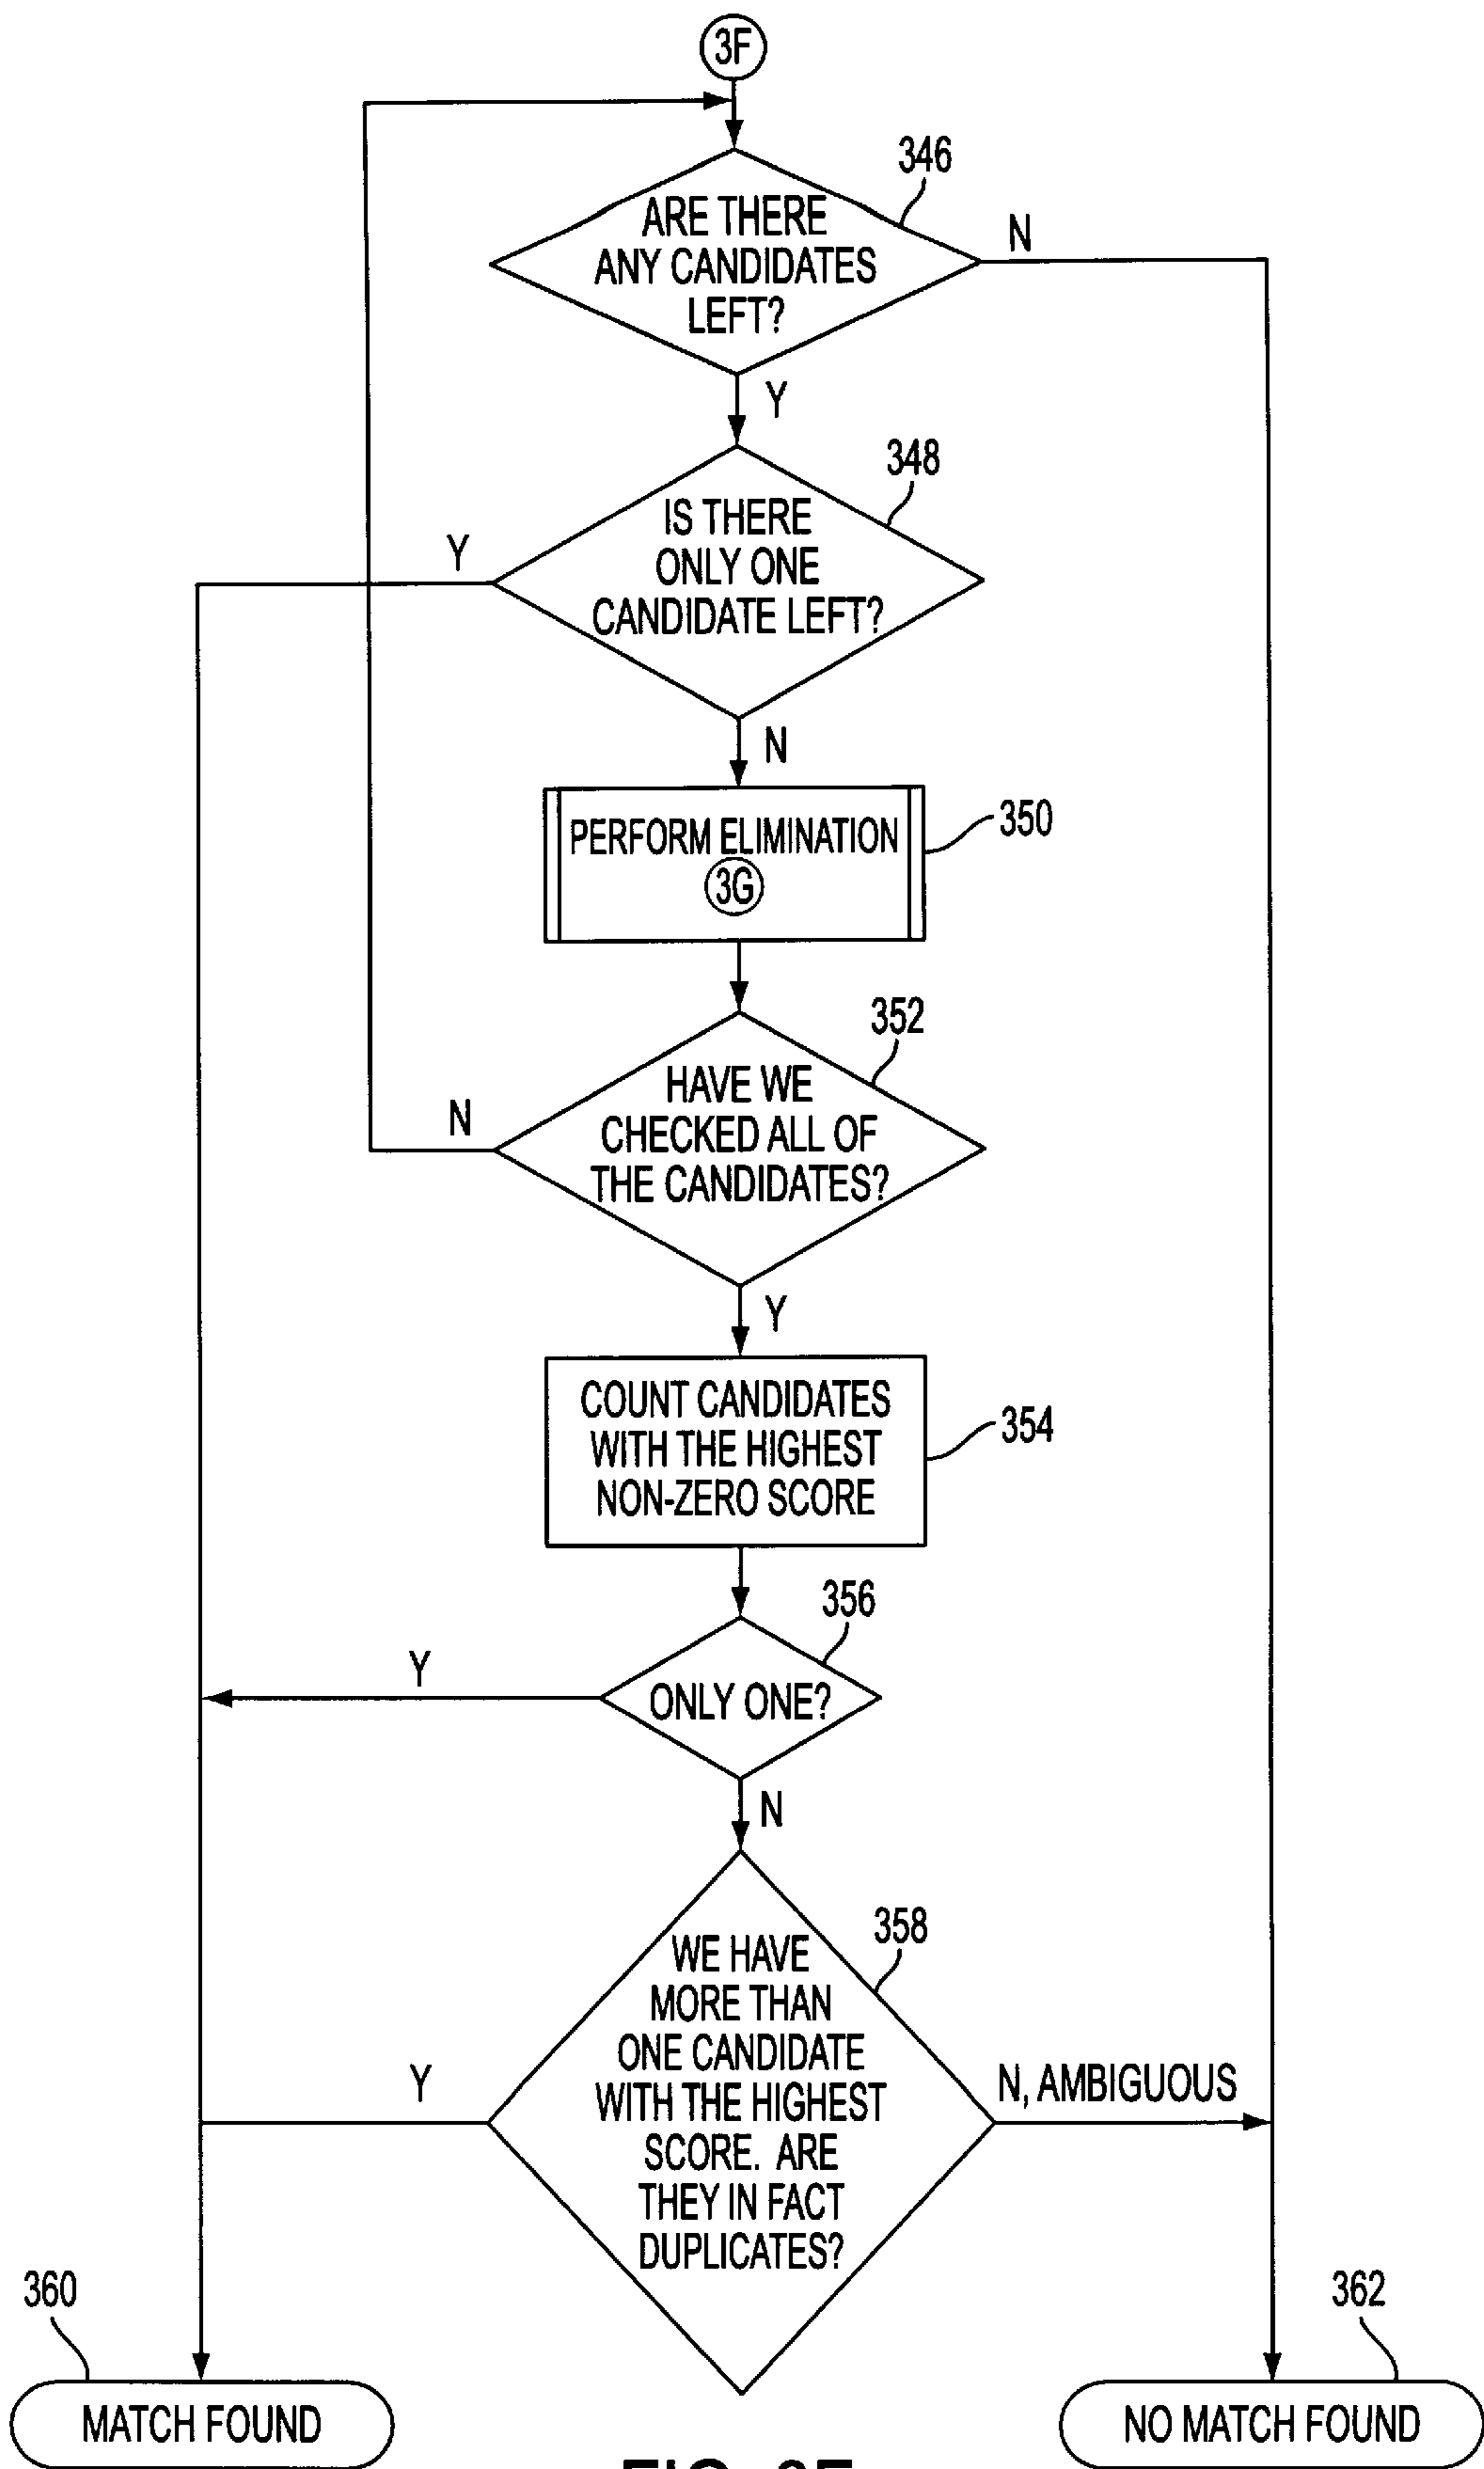 3F
346
ARE THERE
ANY CANDIDATES
LEFT?
N
Y
348
IS THERE
ONLY ONE
CANDIDATE LEFT?
Y
N
PERFORM ELIMINATION
3G
350
352
HAVE WE
CHECKED ALL OF
THE CANDIDATES?
N
Y
COUNT CANDIDATES
WITH THE HIGHEST
NON-ZERO SCORE
354
356
ONLY ONE?
Y
N
358
WE HAVE
MORE THAN
ONE CANDIDATE
WITH THE HIGHEST
SCORE. ARE
THEY IN FACT
DUPLICATES?
Y
N, AMBIGUOUS
360
MATCH FOUND
362
NO MATCH FOUND